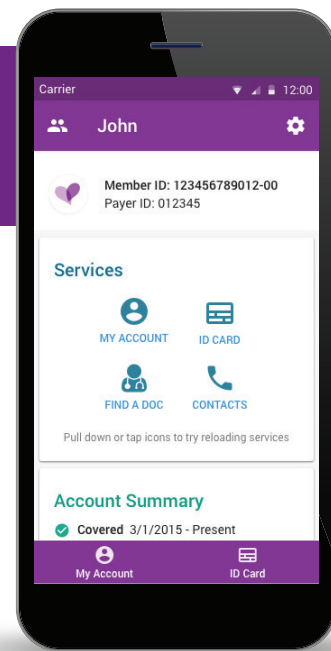 Carrier 12:00
John
Member ID: 123456789012-00
Payer ID: 012345
Services
MY ACCOUNT ID CARD
FIND A DOC CONTACTS
Pull down or tap icons to try reloading services
Account Summary
Covered 3/1/2015 - Present
My Account ID Card